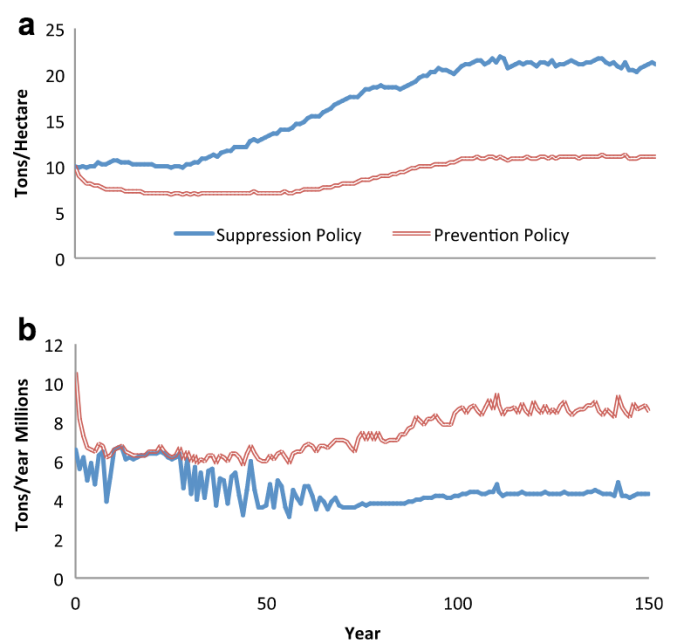 a
25
20
15
10
5
0
Tons/Hectare
Suppression Policy
Prevention Policy
b
12
10
8
6
4
2
0
Tons/Year Millions
0
50
100
150
Year